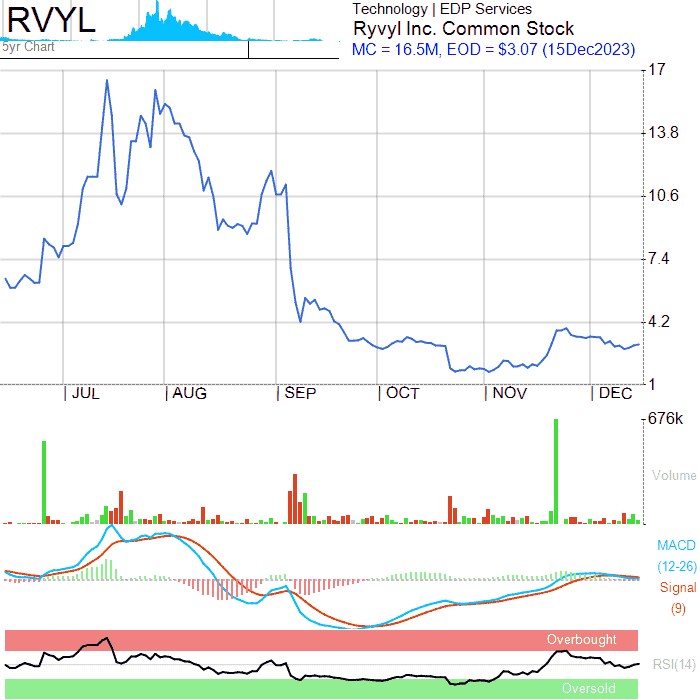 RVYL
5yr Chart
Technology | EDP Services
Ryvyl Inc. Common Stock
MC = 16.5M, EOD = $3.07 (15Dec2023)
17
13.8
10.6
7.4
4.2
1
JUL AUG SEP OCT NOV DEC
676k
Volume
MACD
(12-26)
Signal
(9)
Overbought
RSI(14)
Oversold